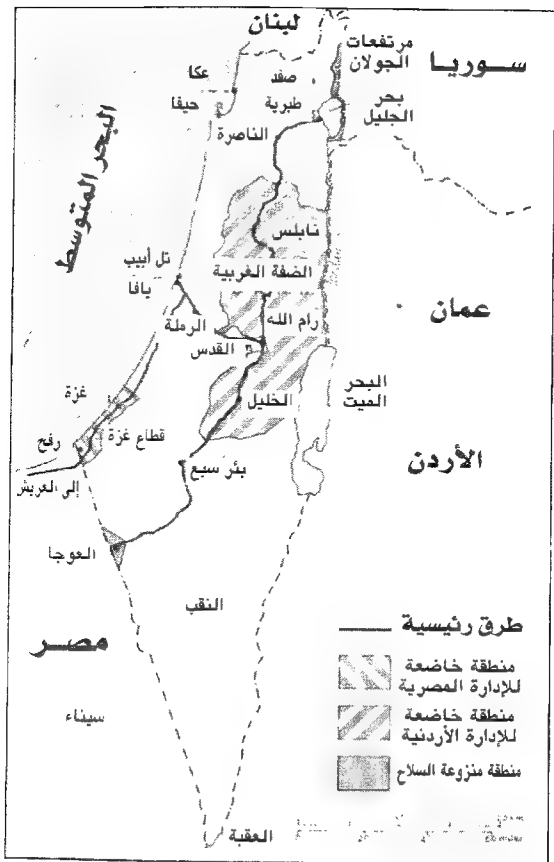 لبنان
مرتفعات
الجولان
سوريا
صفد
عكا
حيفا
طبرية
بحر
الجليل
الناصرة
البحر المتوسط
نابلس
تل أبيب
يافا
الضفة الغربية
عمان
الرملة
رام الله
القدس
البحر
الميت
غزة
الخليل
قطاع غزة
رفح
الأردن
إلى العريش
بئر سبع
العوجا
النقب
مصر
سيناء
العقبة
طرق رئيسية
منطقة خاضعة
للإدارة المصرية
منطقة خاضعة
للإدارة الأردنية
منطقة منزوعة السلاح